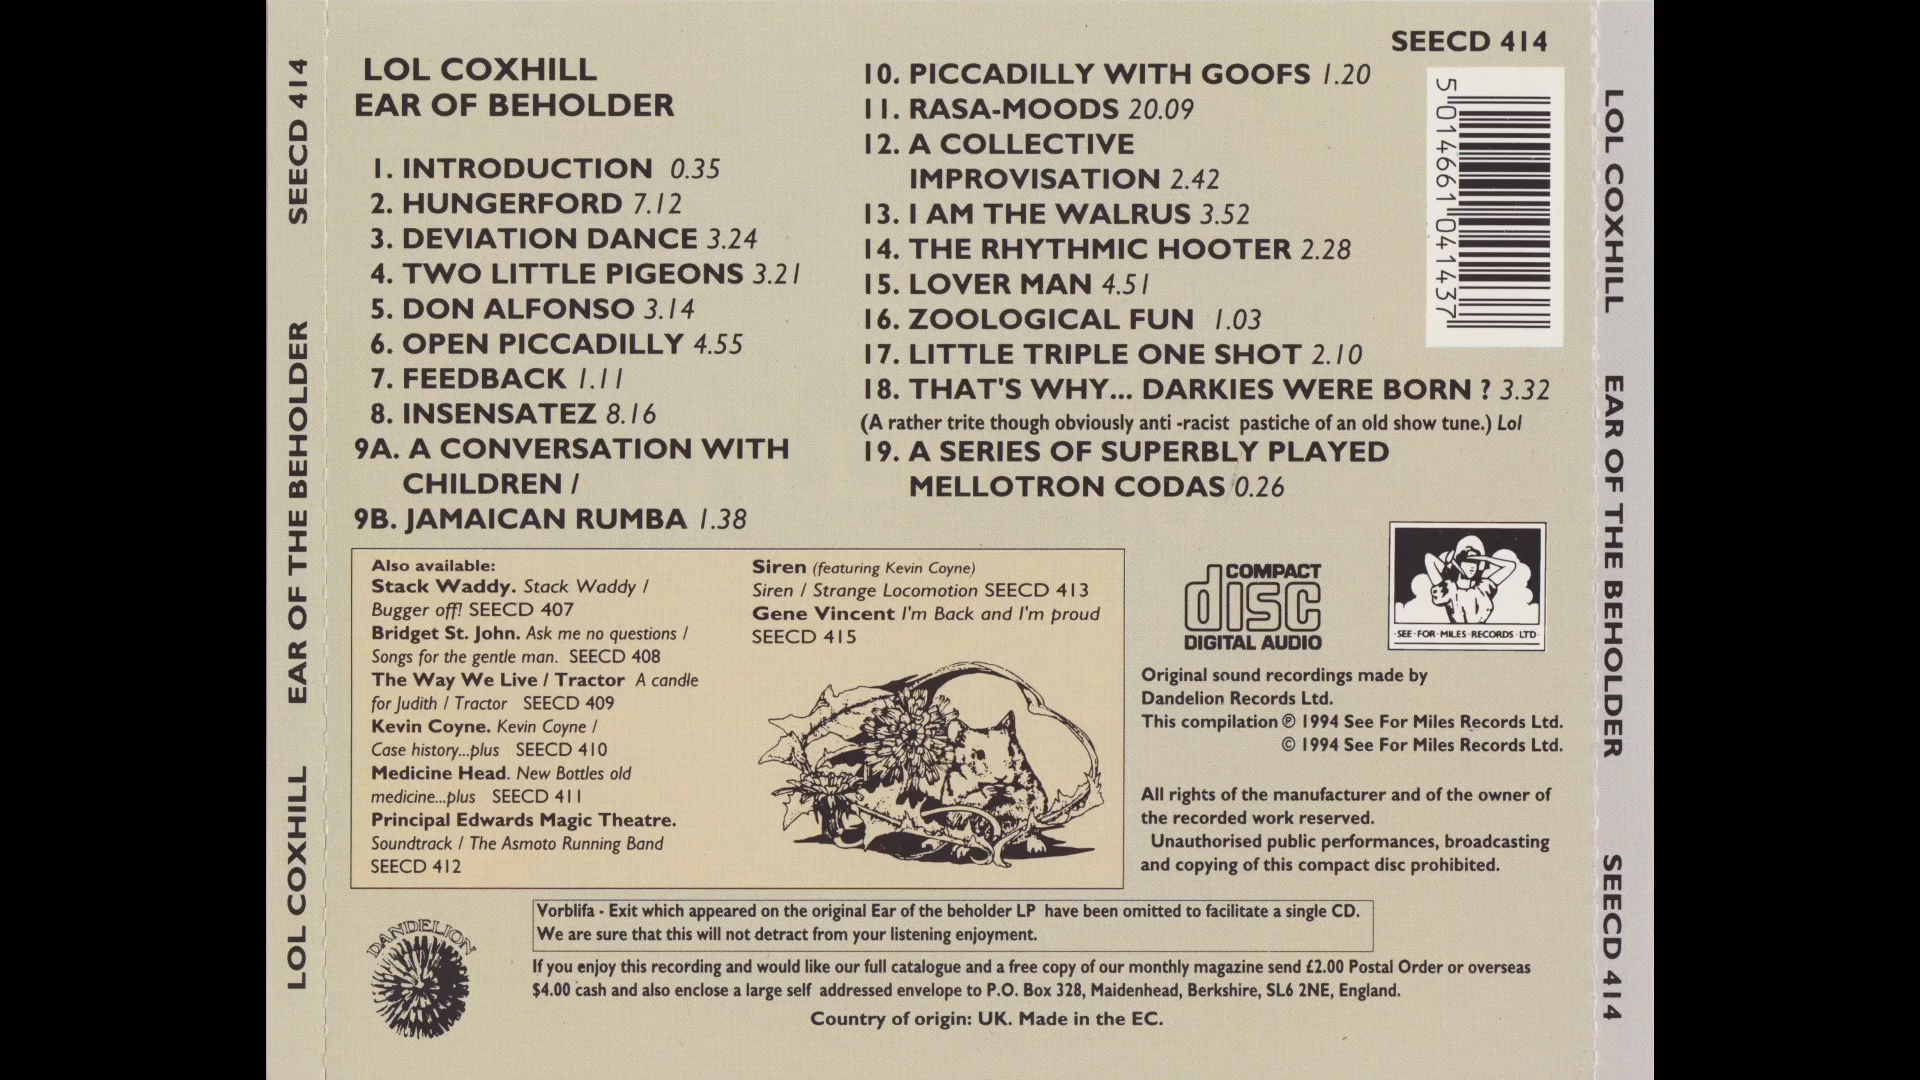 SEECD 414
EAR OF THE BEHOLDER
LOL COXHILL
LOL COXHILL
EAR OF BEHOLDER
1. INTRODUCTION 0.35
2. HUNGERFORD 7.12
3. DEVIATION DANCE 3.24
4. TWO LITTLE PIGEONS 3.21
5. DON ALFONSO 3.14
6. OPEN PICCADILLY 4.55
7. FEEDBACK 1.11
8. INSENSATEZ 8.16
9A. A CONVERSATION WITH
CHILDREN /
9B. JAMAICAN RUMBA 1.38
SEECD 414
10. PICCADILLY WITH GOOFS 1.20
11. RASA-MOODS 20.09
12. A COLLECTIVE
IMPROVISATION 2.42
13. I AM THE WALRUS 3.52
14. THE RHYTHMIC HOOTER 2.28
15. LOVER MAN 4.51
16. ZOOLOGICAL FUN 1.03
17. LITTLE TRIPLE ONE SHOT 2.10
18. THAT'S WHY... DARKIES WERE BORN ? 3.32
(A rather trite though obviously anti -racist pastiche of an old show tune.) Lol
19. A SERIES OF SUPERBLY PLAYED
MELLOTRON CODAS 0.26
5 014661 041437
Also available:
Stack Waddy. Stack Waddy /
Bugger off! SEECD 407
Bridget St. John. Ask me no questions /
Songs for the gentle man. SEECD 408
The Way We Live / Tractor A candle
for Judith / Tractor SEECD 409
Kevin Coyne. Kevin Coyne /
Case history...plus SEECD 410
Medicine Head. New Bottles old
medicine...plus SEECD 411
Principal Edwards Magic Theatre.
Soundtrack / The Asmoto Running Band
SEECD 412
Siren (featuring Kevin Coyne)
Siren / Strange Locomotion SEECD 413
Gene Vincent I'm Back and I'm proud
SEECD 415
COMPACT
disc
DIGITAL AUDIO
·SEE·FOR·MILES·RECORDS·LTD·
Original sound recordings made by
Dandelion Records Ltd.
This compilation ℗ 1994 See For Miles Records Ltd.
© 1994 See For Miles Records Ltd.
All rights of the manufacturer and of the owner of
the recorded work reserved.
Unauthorised public performances, broadcasting
and copying of this compact disc prohibited.
DANDELION
Vorblifa - Exit which appeared on the original Ear of the beholder LP have been omitted to facilitate a single CD.
We are sure that this will not detract from your listening enjoyment.
If you enjoy this recording and would like our full catalogue and a free copy of our monthly magazine send £2.00 Postal Order or overseas
$4.00 cash and also enclose a large self addressed envelope to P.O. Box 328, Maidenhead, Berkshire, SL6 2NE, England.
Country of origin: UK. Made in the EC.
LOL COXHILL
EAR OF THE BEHOLDER
SEECD 414